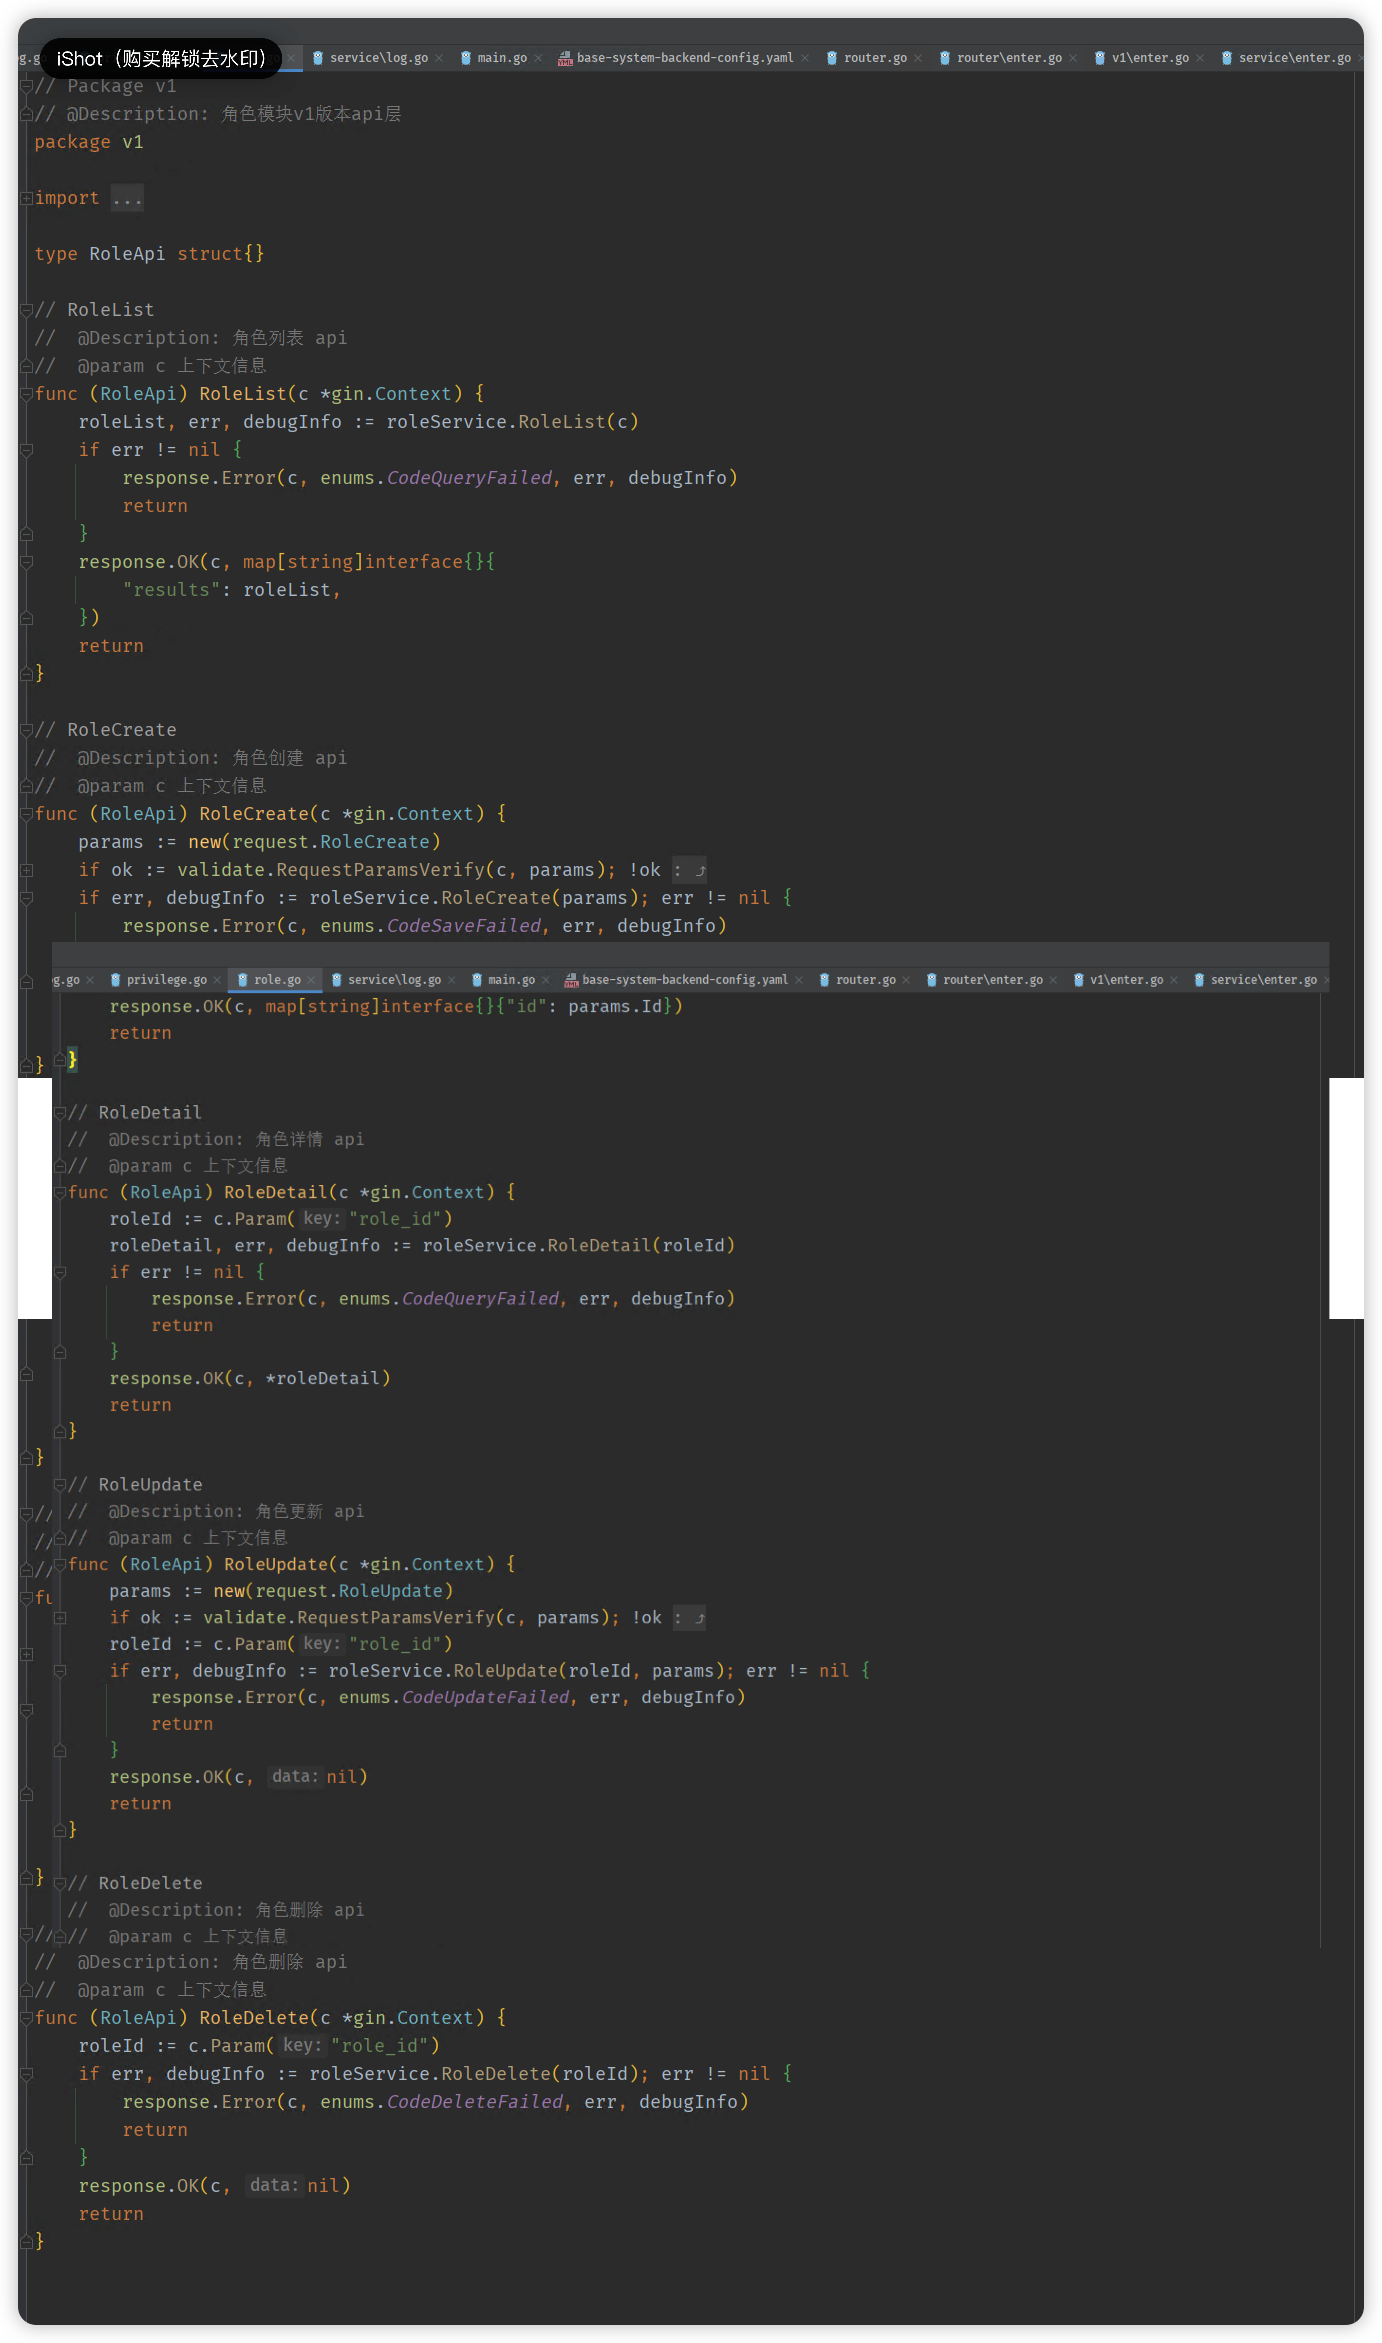 iShot（购买解锁去水印）
og.go service\log.go main.go base-system-backend-config.yaml router.go router\enter.go v1\enter.go service\enter.go
// Package v1
// @Description: 角色模块v1版本api层
package v1
import ...
type RoleApi struct{}
// RoleList
//  @Description: 角色列表 api
//  @param c 上下文信息
func (RoleApi) RoleList(c *gin.Context) {
roleList, err, debugInfo := roleService.RoleList(c)
if err != nil {
response.Error(c, enums.CodeQueryFailed, err, debugInfo)
return
}
response.OK(c, map[string]interface{}{
"results": roleList,
})
return
}
// RoleCreate
//  @Description: 角色创建 api
//  @param c 上下文信息
func (RoleApi) RoleCreate(c *gin.Context) {
params := new(request.RoleCreate)
if ok := validate.RequestParamsVerify(c, params); !ok : ⤴
if err, debugInfo := roleService.RoleCreate(params); err != nil {
response.Error(c, enums.CodeSaveFailed, err, debugInfo)
g.go privilege.go role.go service\log.go main.go base-system-backend-config.yaml router.go router\enter.go v1\enter.go service\enter.go
response.OK(c, map[string]interface{}{"id": params.Id})
return
} }
// RoleDetail
//  @Description: 角色详情 api
//  @param c 上下文信息
func (RoleApi) RoleDetail(c *gin.Context) {
roleId := c.Param( key: "role_id")
roleDetail, err, debugInfo := roleService.RoleDetail(roleId)
if err != nil {
response.Error(c, enums.CodeQueryFailed, err, debugInfo)
return
}
response.OK(c, *roleDetail)
return
}
}
// RoleUpdate
// //  @Description: 角色更新 api
// //  @param c 上下文信息
// func (RoleApi) RoleUpdate(c *gin.Context) {
fu params := new(request.RoleUpdate)
if ok := validate.RequestParamsVerify(c, params); !ok : ⤴
roleId := c.Param( key: "role_id")
if err, debugInfo := roleService.RoleUpdate(roleId, params); err != nil {
response.Error(c, enums.CodeUpdateFailed, err, debugInfo)
return
}
response.OK(c, data: nil)
return
}
} // RoleDelete
//  @Description: 角色删除 api
// //  @param c 上下文信息
//  @Description: 角色删除 api
//  @param c 上下文信息
func (RoleApi) RoleDelete(c *gin.Context) {
roleId := c.Param( key: "role_id")
if err, debugInfo := roleService.RoleDelete(roleId); err != nil {
response.Error(c, enums.CodeDeleteFailed, err, debugInfo)
return
}
response.OK(c, data: nil)
return
}